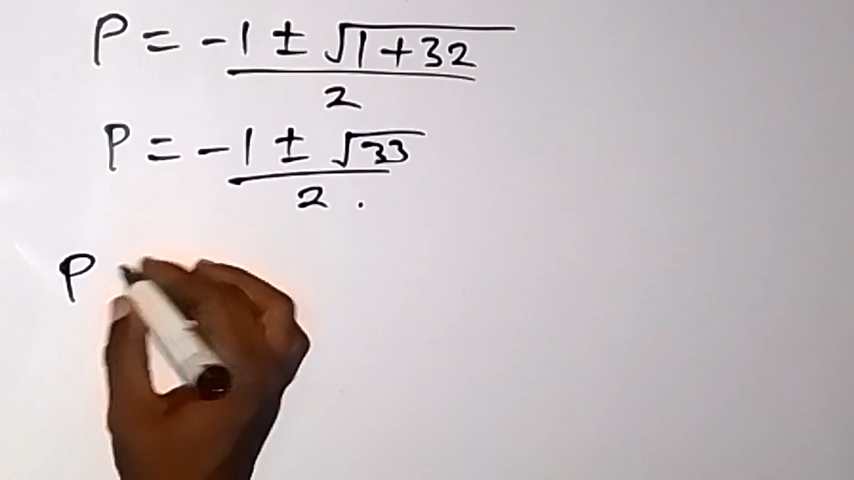 P = -1 ± √1+32
2
P = -1 ± √33
2 .
P